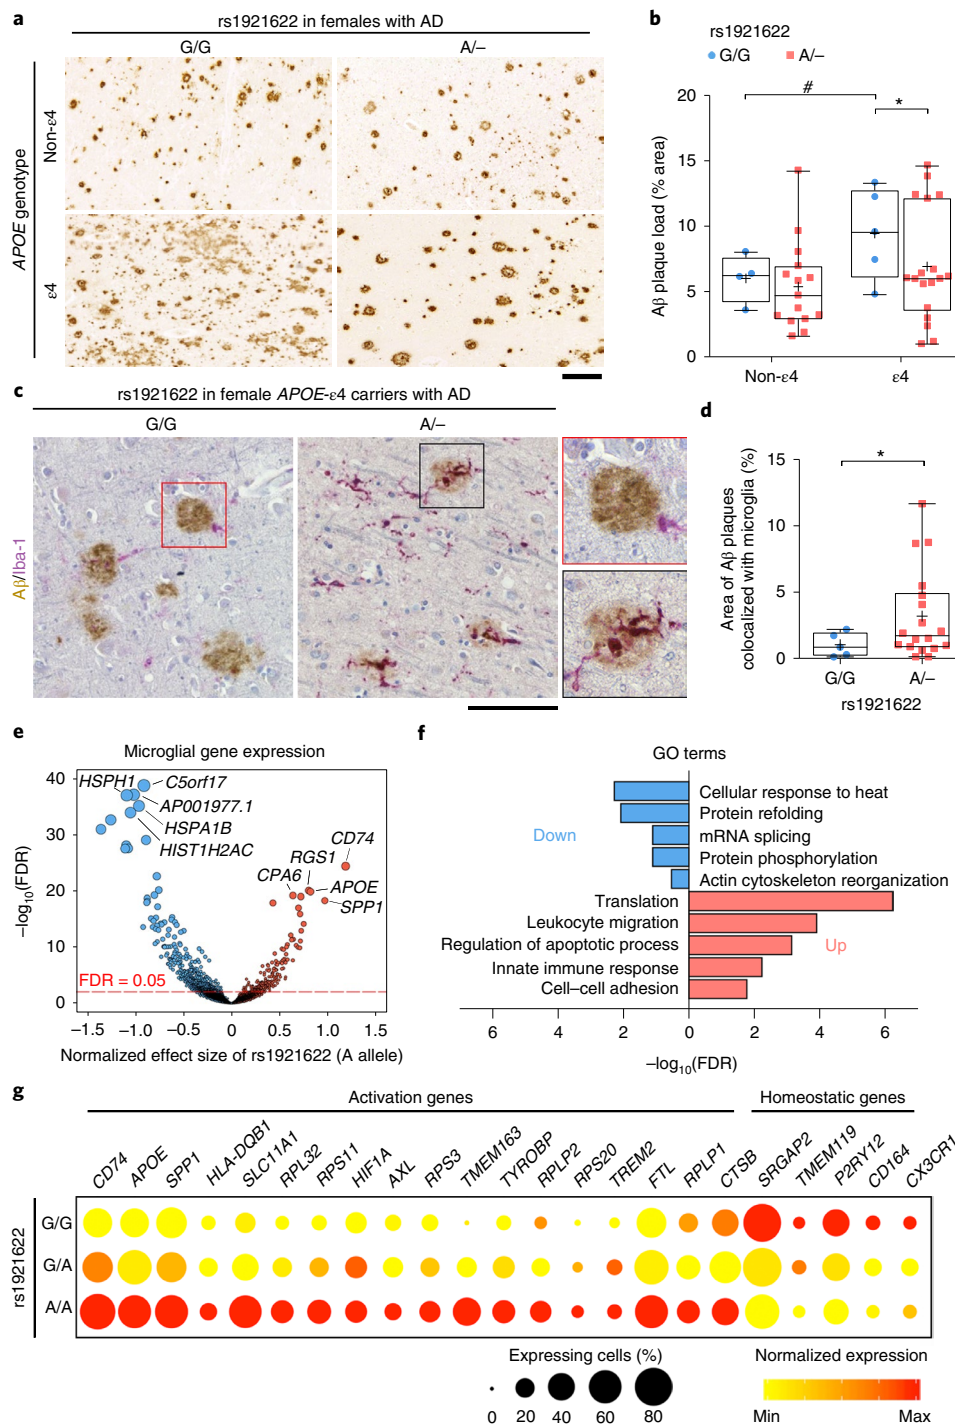 a
rs1921622 in females with AD
G/G
A/–
APOE genotype
Non-ε4
ε4
b
rs1921622
G/G
A/–
Aβ plaque load (% area)
20
15
10
5
0
#
*
Non-ε4
ε4
c
rs1921622 in female APOE-ε4 carriers with AD
G/G
A/–
Aβ/Iba-1
d
Area of Aβ plaques
colocalized with microglia (%)
15
10
5
0
*
G/G
A/–
rs1921622
e
Microglial gene expression
–log10(FDR)
40
30
20
10
0
HSPH1
C5orf17
AP001977.1
HSPA1B
HIST1H2AC
CD74
RGS1
CPA6
APOE
SPP1
FDR = 0.05
–1.5
–1.0
–0.5
0
0.5
1.0
1.5
Normalized effect size of rs1921622 (A allele)
f
GO terms
Down
Cellular response to heat
Protein refolding
mRNA splicing
Protein phosphorylation
Actin cytoskeleton reorganization
Translation
Leukocyte migration
Regulation of apoptotic process
Up
Innate immune response
Cell–cell adhesion
6
4
2
0
2
4
6
–log10(FDR)
g
Activation genes
Homeostatic genes
CD74
APOE
SPP1
HLA-DQB1
SLC11A1
RPL32
RPS11
HIF1A
AXL
RPS3
TMEM163
TYROBP
RPLP2
RPS20
TREM2
FTL
RPLP1
CTSB
SRGAP2
TMEM119
P2RY12
CD164
CX3CR1
rs1921622
G/G
G/A
A/A
Expressing cells (%)
0
20
40
60
80
Normalized expression
Min
Max